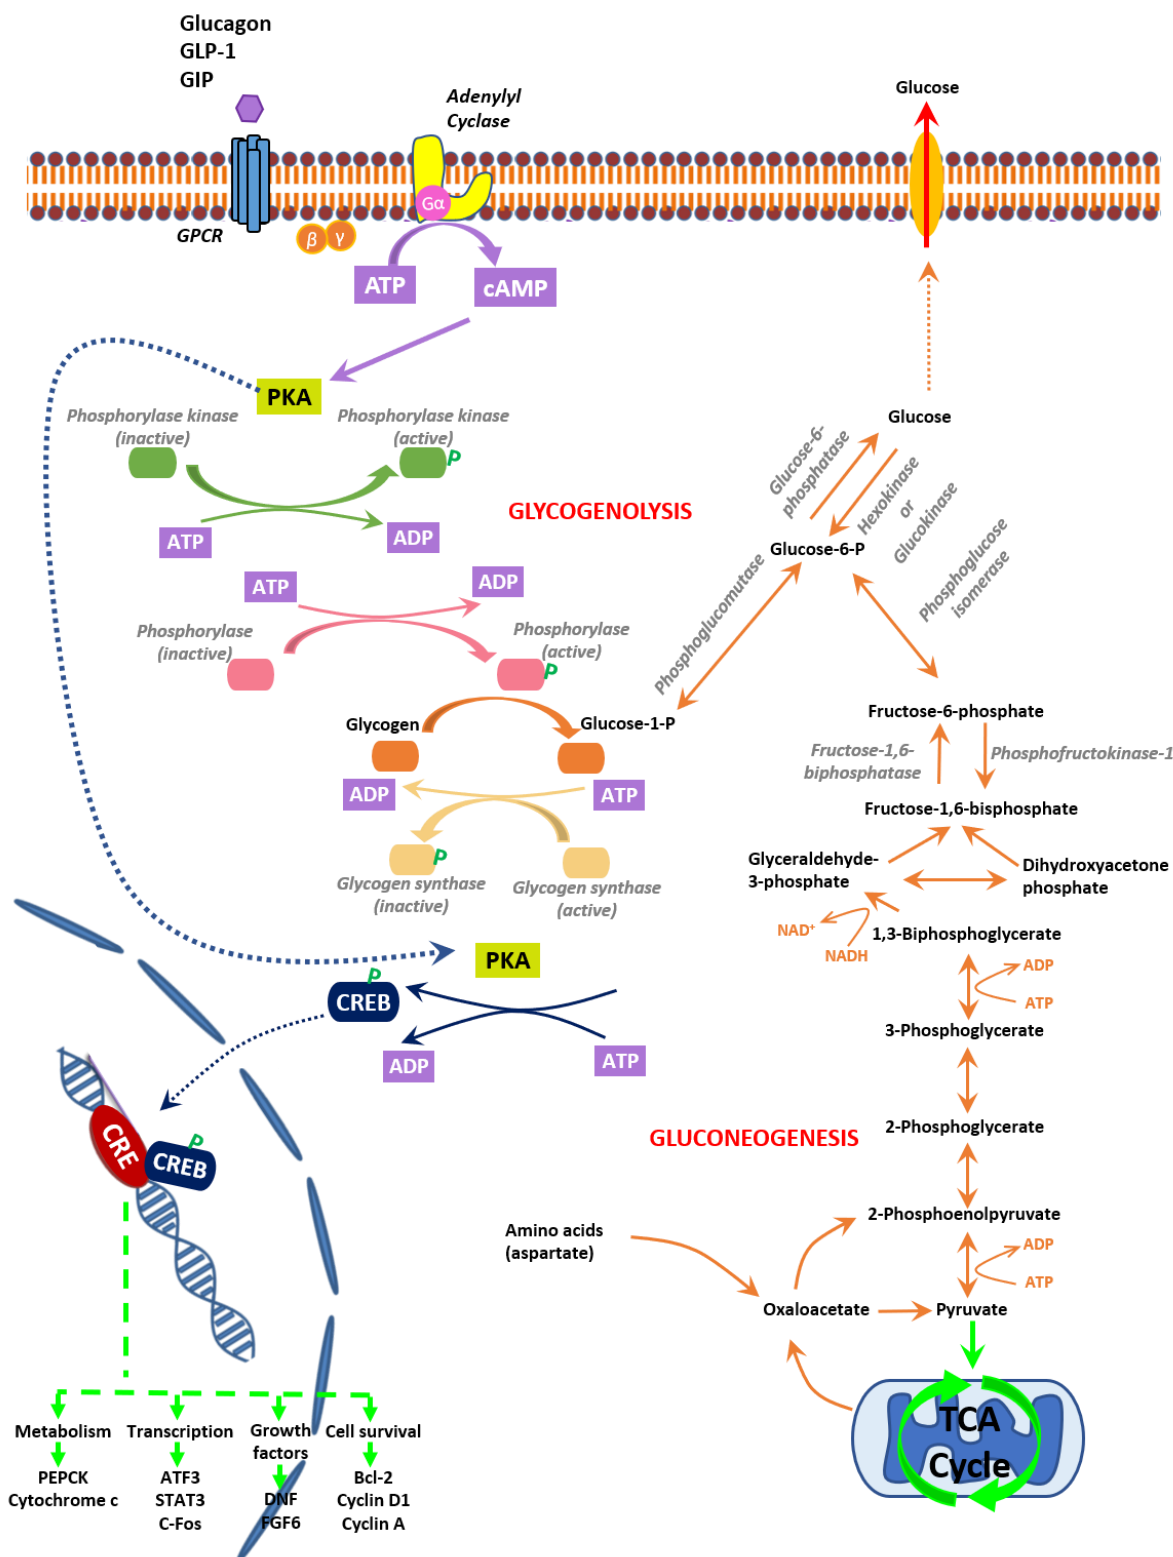 Glucagon
GLP-1
GIP
Adenylyl
Cyclase
Glucose
Gα
GPCR
β
γ
ATP
cAMP
PKA
Phosphorylase kinase
(inactive)
Phosphorylase kinase
(active)
P
ATP
ADP
GLYCOGENOLYSIS
Glucose
Glucose-6-
phosphatase
Hexokinase
or
Glucokinase
Glucose-6-P
Phosphoglucose
isomerase
Phosphoglucomutase
ATP
ADP
Phosphorylase
(inactive)
Phosphorylase
(active)
P
Glycogen
Glucose-1-P
ADP
ATP
P
Glycogen synthase
(inactive)
Glycogen synthase
(active)
Fructose-6-phosphate
Fructose-1,6-
biphosphatase
Phosphofructokinase-1
Fructose-1,6-bisphosphate
Glyceraldehyde-
3-phosphate
Dihydroxyacetone
phosphate
NAD+
NADH
1,3-Biphosphoglycerate
ADP
ATP
3-Phosphoglycerate
2-Phosphoglycerate
GLUCONEOGENESIS
2-Phosphoenolpyruvate
ADP
ATP
Amino acids
(aspartate)
Oxaloacetate
Pyruvate
TCA
Cycle
PKA
P
CREB
ADP
ATP
CRE
P
CREB
Metabolism
Transcription
Growth
factors
Cell survival
PEPCK
Cytochrome c
ATF3
STAT3
C-Fos
DNF
FGF6
Bcl-2
Cyclin D1
Cyclin A